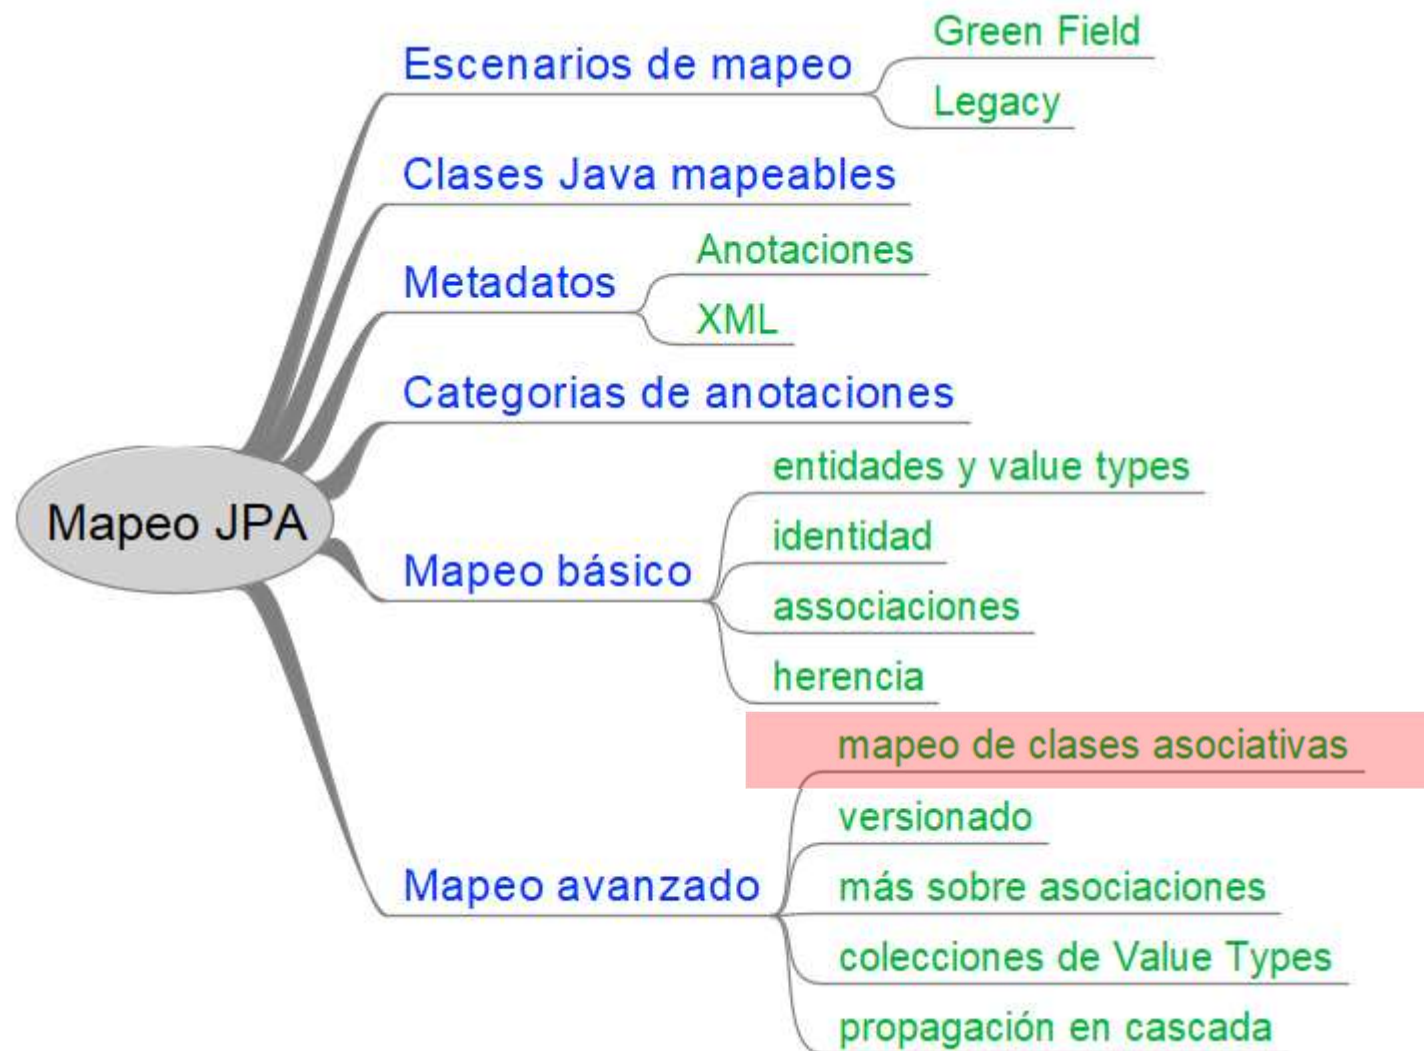 Mapeo JPA
Escenarios de mapeo
Green Field
Legacy
Clases Java mapeables
Metadatos
Anotaciones
XML
Categorias de anotaciones
Mapeo básico
entidades y value types
identidad
associaciones
herencia
Mapeo avanzado
mapeo de clases asociativas
versionado
más sobre asociaciones
colecciones de Value Types
propagación en cascada